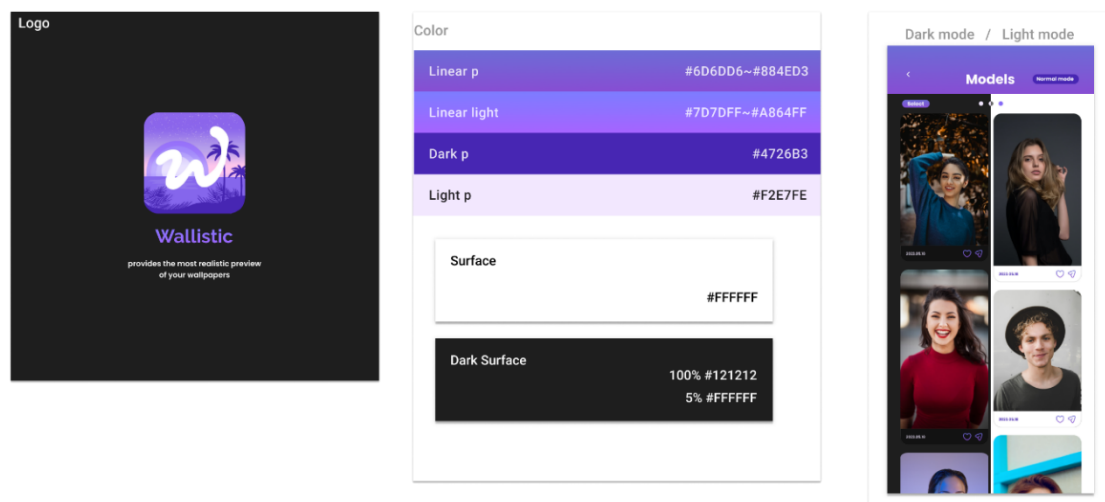 Logo
Wallistic
provides the most realistic preview
of your wallpapers
Color
Linear p #6D6DD6~#884ED3
Linear light #7D7DFF~#A864FF
Dark p #4726B3
Light p #F2E7FE
Surface
#FFFFFF
Dark Surface
100% #121212
5% #FFFFFF
Dark mode / Light mode
Models
Normal mode
Select